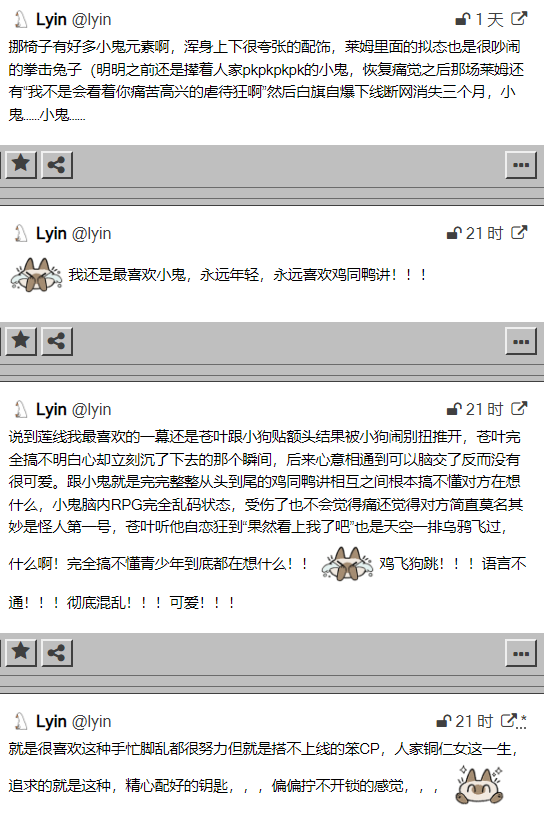 Lyin @lyin 1 天
挪椅子有好多小鬼元素啊，浑身上下很夸张的配饰，莱姆里面的拟态也是很吵闹
的拳击兔子（明明之前还是撵着人家pkpkpkpk的小鬼，恢复痛觉之后那场莱姆还
有“我不是会看着你痛苦高兴的虐待狂啊”然后白旗自爆下线断网消失三个月，小
鬼......小鬼......
Lyin @lyin 21 时
我还是最喜欢小鬼，永远年轻，永远喜欢鸡同鸭讲！！！
Lyin @lyin 21 时
说到莲线我最喜欢的一幕还是苍叶跟小狗贴额头结果被小狗闹别扭推开，苍叶完
全搞不明白心却立刻沉了下去的那个瞬间，后来心意相通到可以脑交了反而没有
很可爱。跟小鬼就是完完整整从头到尾的鸡同鸭讲相互之间根本搞不懂对方在想
什么，小鬼脑内RPG完全乱码状态，受伤了也不会觉得痛还觉得对方简直莫名其
妙是怪人第一号，苍叶听他自恋狂到“果然看上我了吧”也是天空一排乌鸦飞过，
什么啊！完全搞不懂青少年到底都在想什么！！ 鸡飞狗跳！！！语言不
通！！！彻底混乱！！！可爱！！！
Lyin @lyin 21 时 *
就是很喜欢这种手忙脚乱都很努力但就是搭不上线的笨CP，人家铜仁女这一生，
追求的就是这种，精心配好的钥匙，，，偏偏拧不开锁的感觉，，，